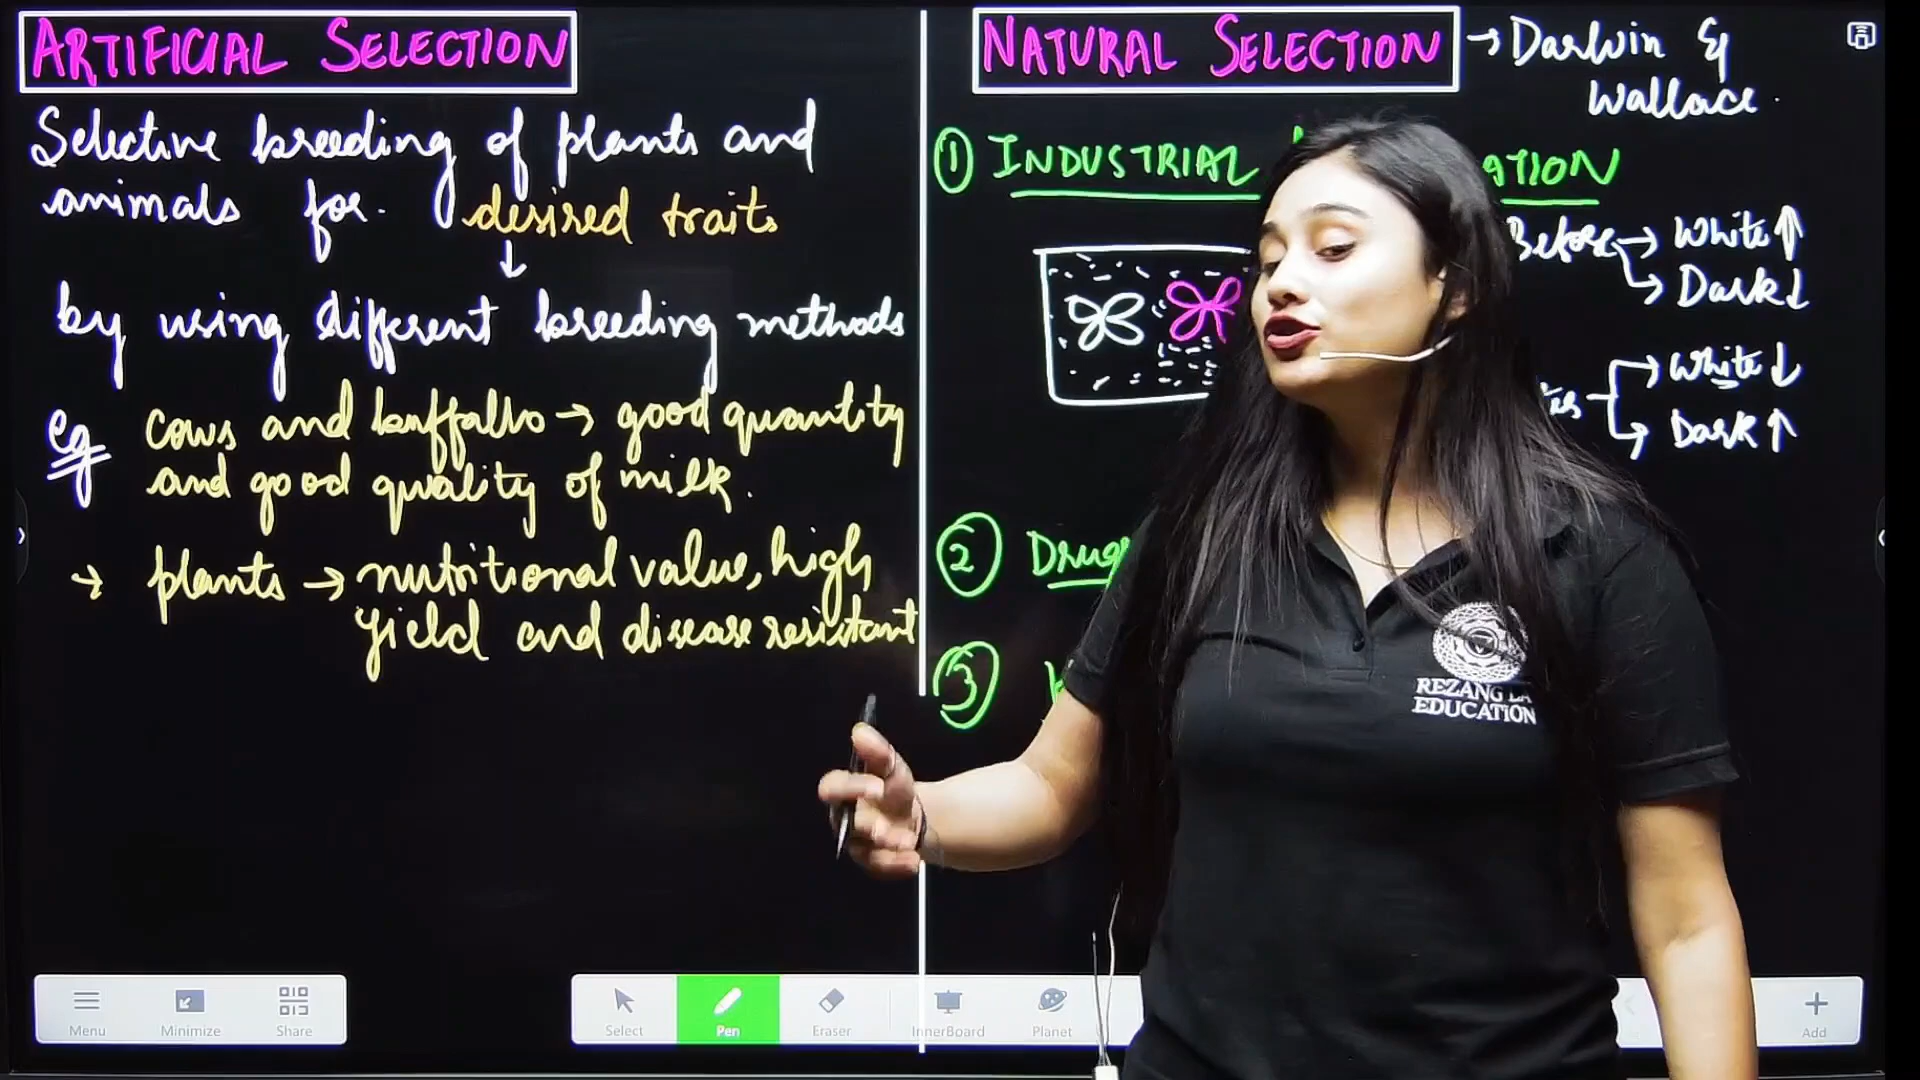 ARTIFICIAL SELECTION
Selective breeding of plants and
animals for desired traits
↓
by using different breeding methods
eg cows and buffallo → good quantity
and good quality of milk.
→ plants → nutritional value, high
yield and disease resistant
NATURAL SELECTION → Darwin &
Wallace.
① INDUSTRIAL ATION
Before → White ↑
→ Dark ↓
→ White ↓
→ Dark ↑
② Drug
③
REZANG LA
EDUCATION
Menu Minimize Share Select Pen Eraser InnerBoard Planet Add